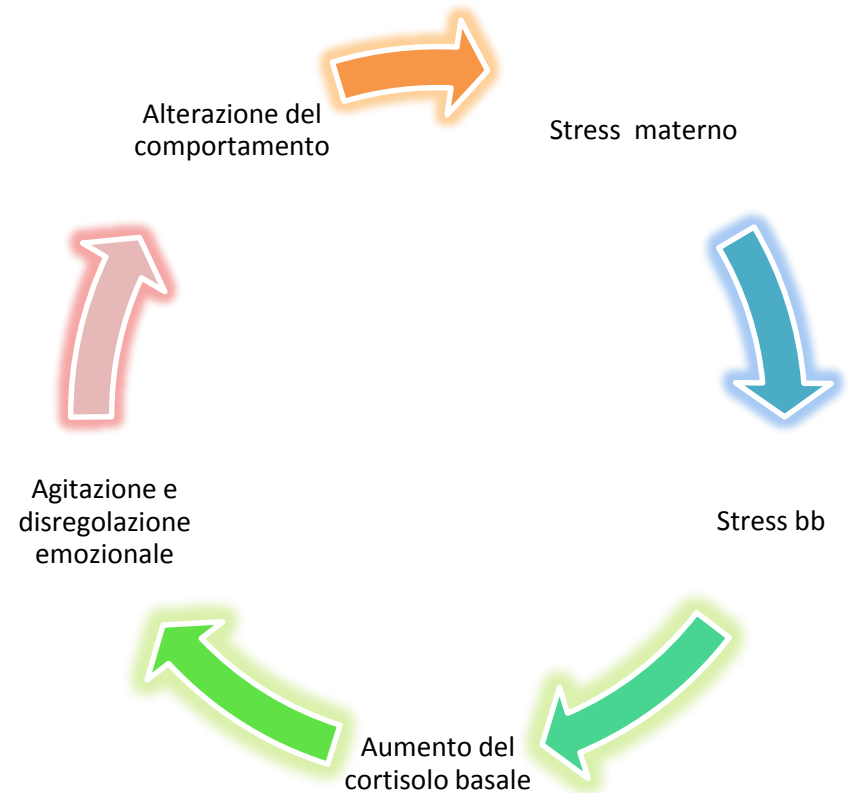 Alterazione del
comportamento
Stress materno
Stress bb
Aumento del
cortisolo basale
Agitazione e
disregolazione
emozionale